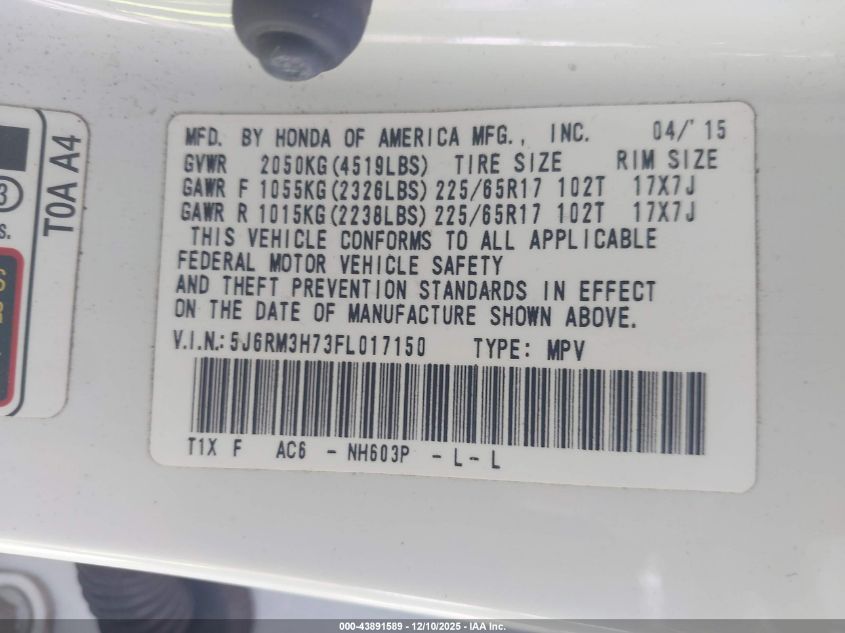 MFD. BY HONDA OF AMERICA MFG., INC. 04/'15
GVWR 2050KG(4519LBS) TIRE SIZE RIM SIZE
GAWR F 1055KG(2326LBS) 225/65R17 102T 17X7J
GAWR R 1015KG(2238LBS) 225/65R17 102T 17X7J
THIS VEHICLE CONFORMS TO ALL APPLICABLE
FEDERAL MOTOR VEHICLE SAFETY
AND THEFT PREVENTION STANDARDS IN EFFECT
ON THE DATE OF MANUFACTURE SHOWN ABOVE.
V.I.N.: 5J6RM3H73FL017150 TYPE: MPV
T1X F AC6 - NH603P - L - L
T0A A4
3
S.
000-43891589 - 12/10/2025 - IAA Inc.